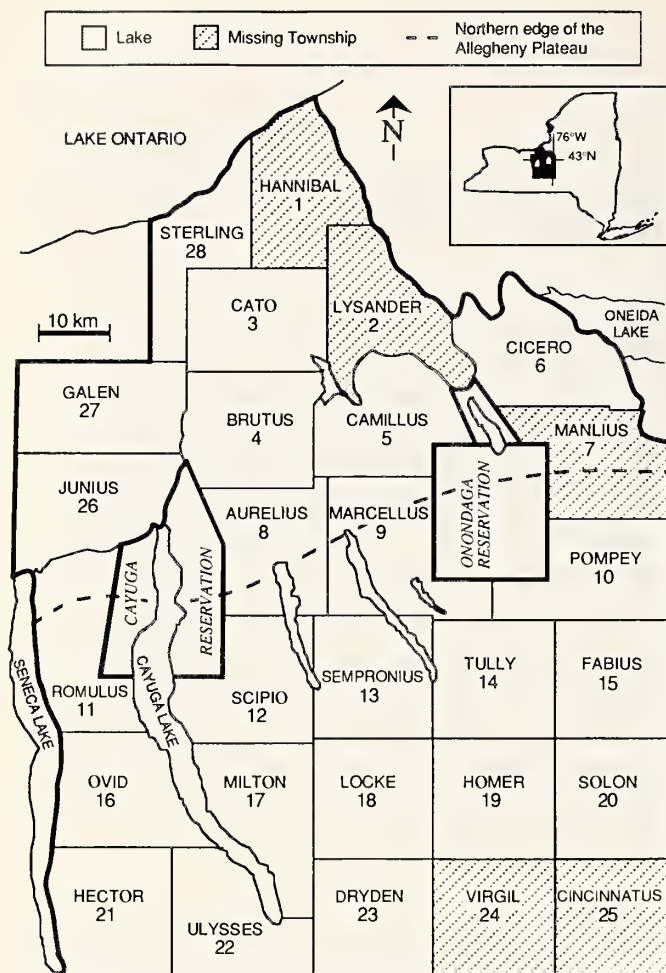 Lake
Missing Township
Northern edge of the
Allegheny Plateau
LAKE ONTARIO
N
76°W
43°N
HANNIBAL
1
STERLING
28
CATO
3
LYSANDER
2
10 km
ONEIDA
LAKE
CICERO
6
GALEN
27
BRUTUS
4
CAMILLUS
5
MANLIUS
7
JUNIUS
26
AURELIUS
8
MARCELLUS
9
ONONDAGA
RESERVATION
POMPEY
10
CAYUGA
RESERVATION
SENECA LAKE
CAYUGA LAKE
ROMULUS
11
SCIPIO
12
SEMPRONIUS
13
TULLY
14
FABIUS
15
OVID
16
MILTON
17
LOCKE
18
HOMER
19
SOLON
20
HECTOR
21
ULYSSES
22
DRYDEN
23
VIRGIL
24
CINCINNATUS
25